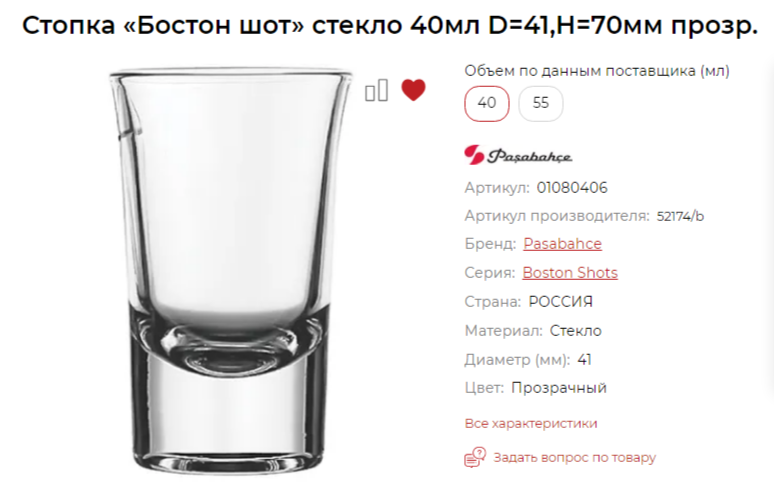 Стопка «Бостон шот» стекло 40мл D=41,H=70мм прозр.
Объем по данным поставщика (мл)
40 55
Paşabahçe
Артикул: 01080406
Артикул производителя: 52174/b
Бренд: Pasabahce
Серия: Boston Shots
Страна: РОССИЯ
Материал: Стекло
Диаметр (мм): 41
Цвет: Прозрачный
Все характеристики
Задать вопрос по товару